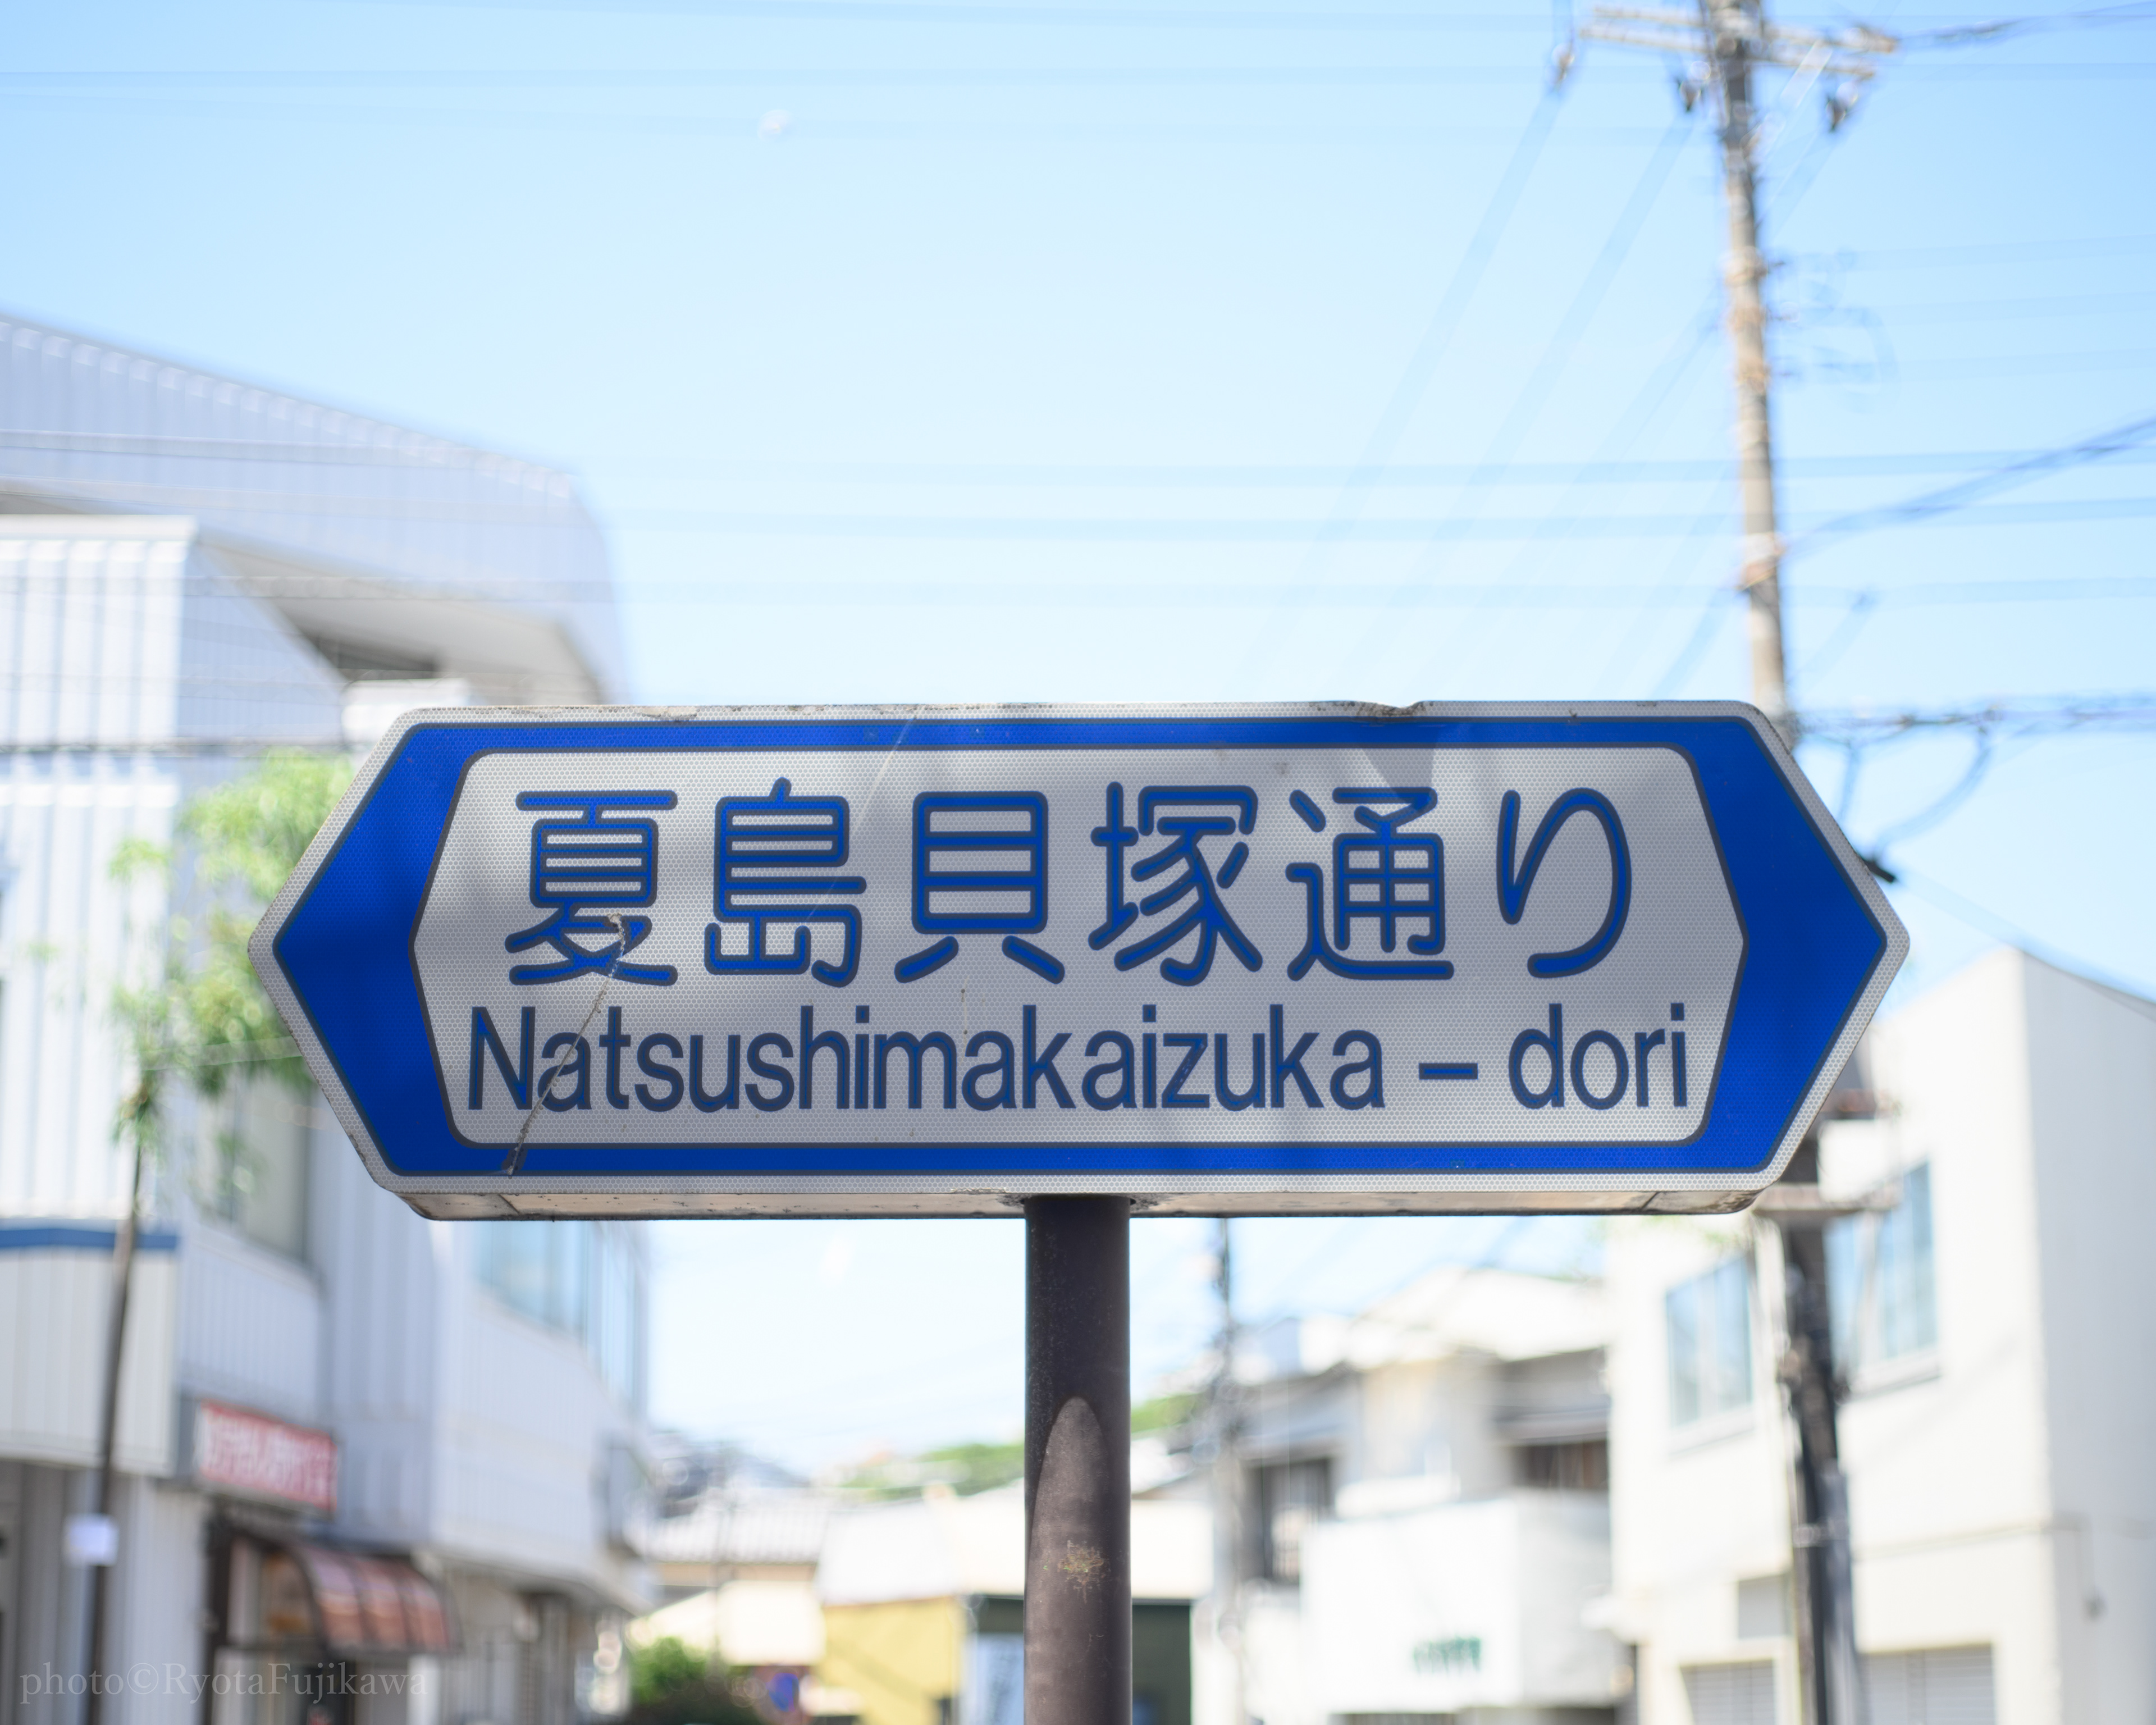 夏島貝塚通り
Natsushimakaizuka – dori
photo©RyotaFujikawa